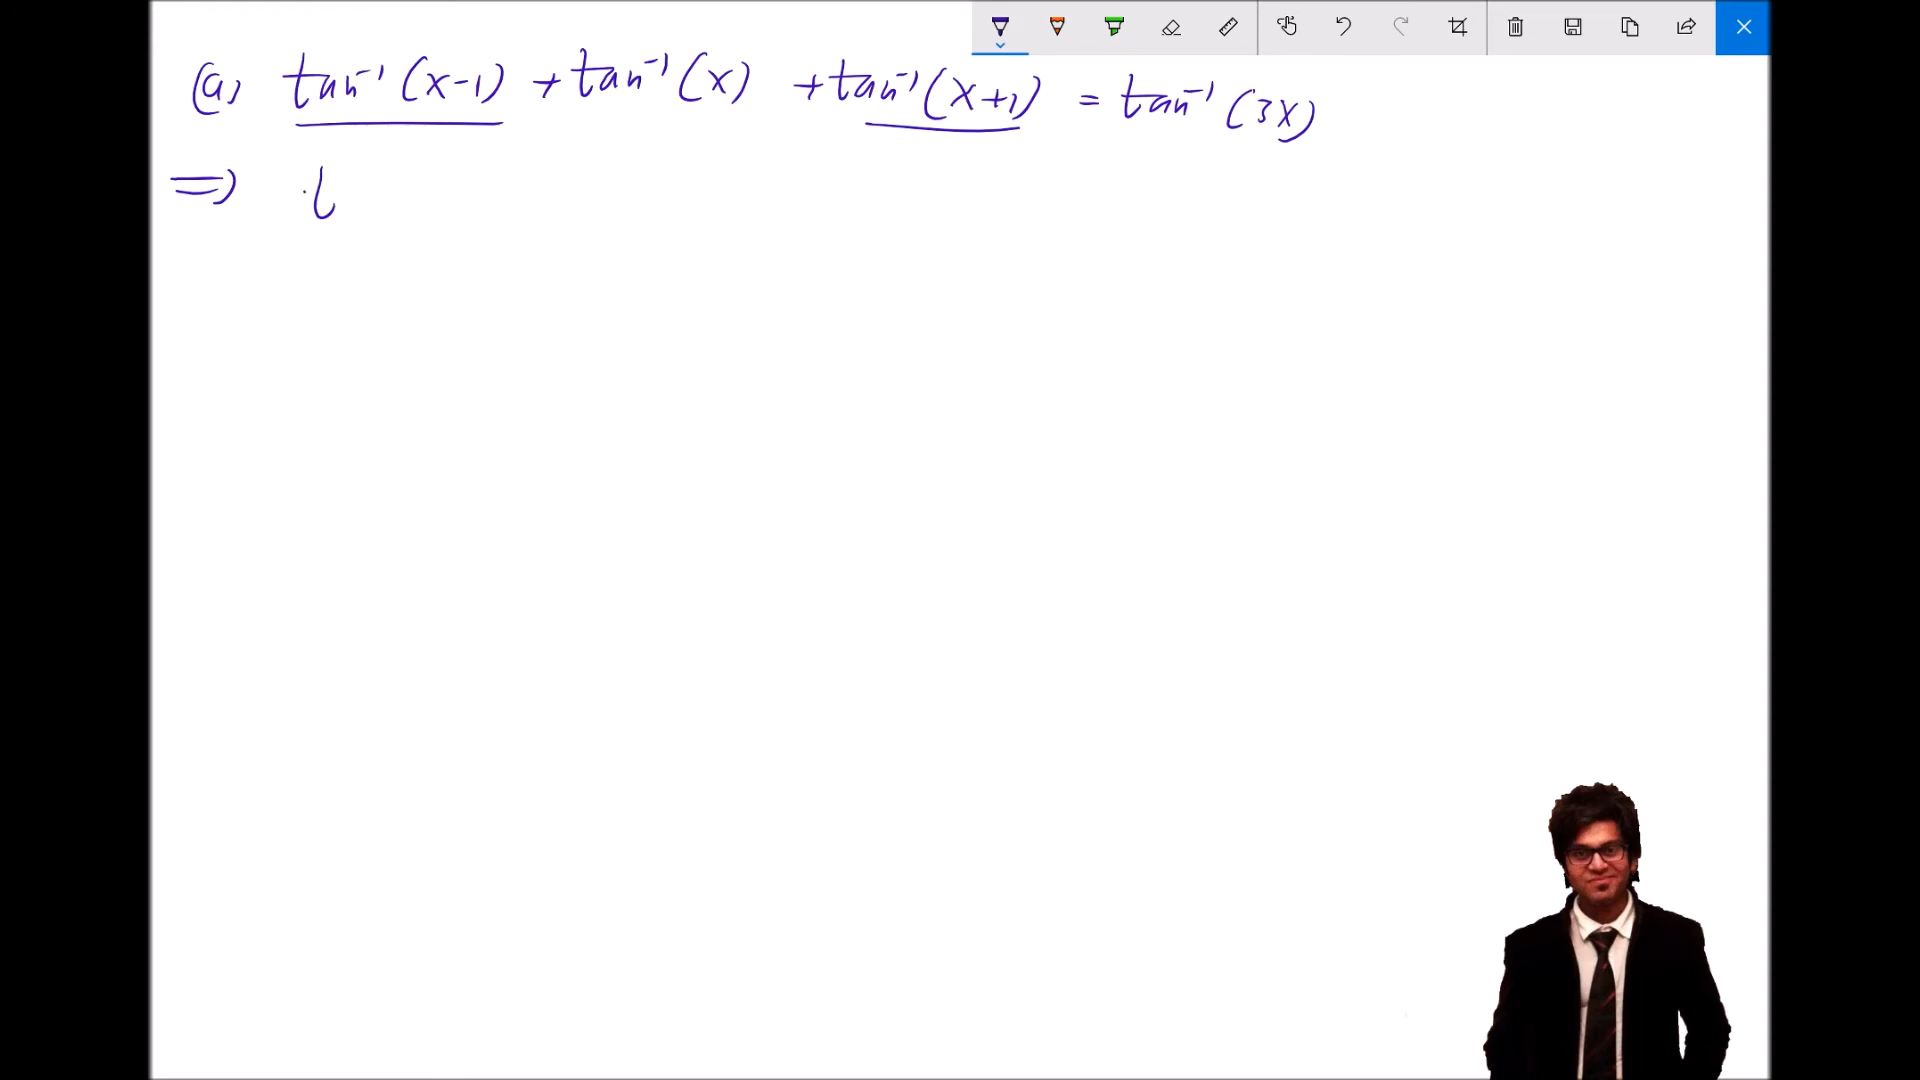 (a) tan⁻¹ (x-1) + tan⁻¹ (x) + tan⁻¹ (x+1) = tan⁻¹ (3x)
⇒